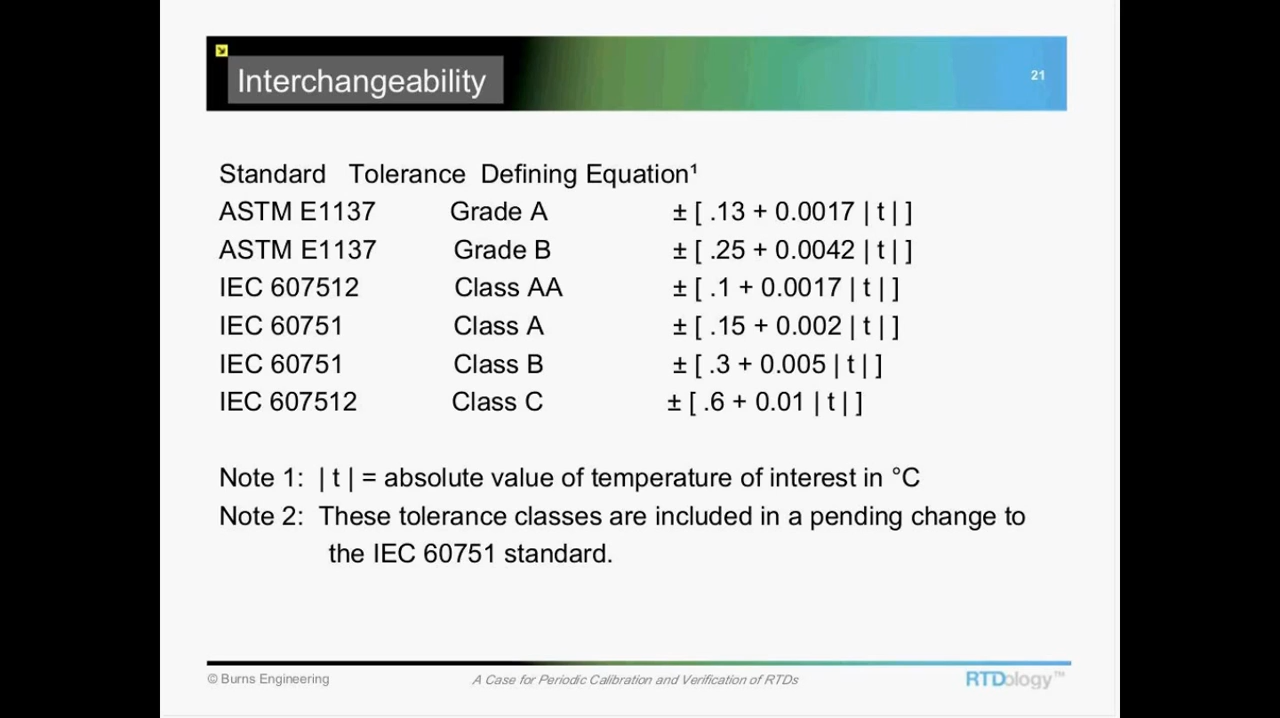 Interchangeability
21
Standard Tolerance Defining Equation¹
ASTM E1137 Grade A ± [ .13 + 0.0017 | t | ]
ASTM E1137 Grade B ± [ .25 + 0.0042 | t | ]
IEC 607512 Class AA ± [ .1 + 0.0017 | t | ]
IEC 60751 Class A ± [ .15 + 0.002 | t | ]
IEC 60751 Class B ± [ .3 + 0.005 | t | ]
IEC 607512 Class C ± [ .6 + 0.01 | t | ]
Note 1: | t | = absolute value of temperature of interest in °C
Note 2: These tolerance classes are included in a pending change to
the IEC 60751 standard.
© Burns Engineering A Case for Periodic Calibration and Verification of RTDs RTDology™